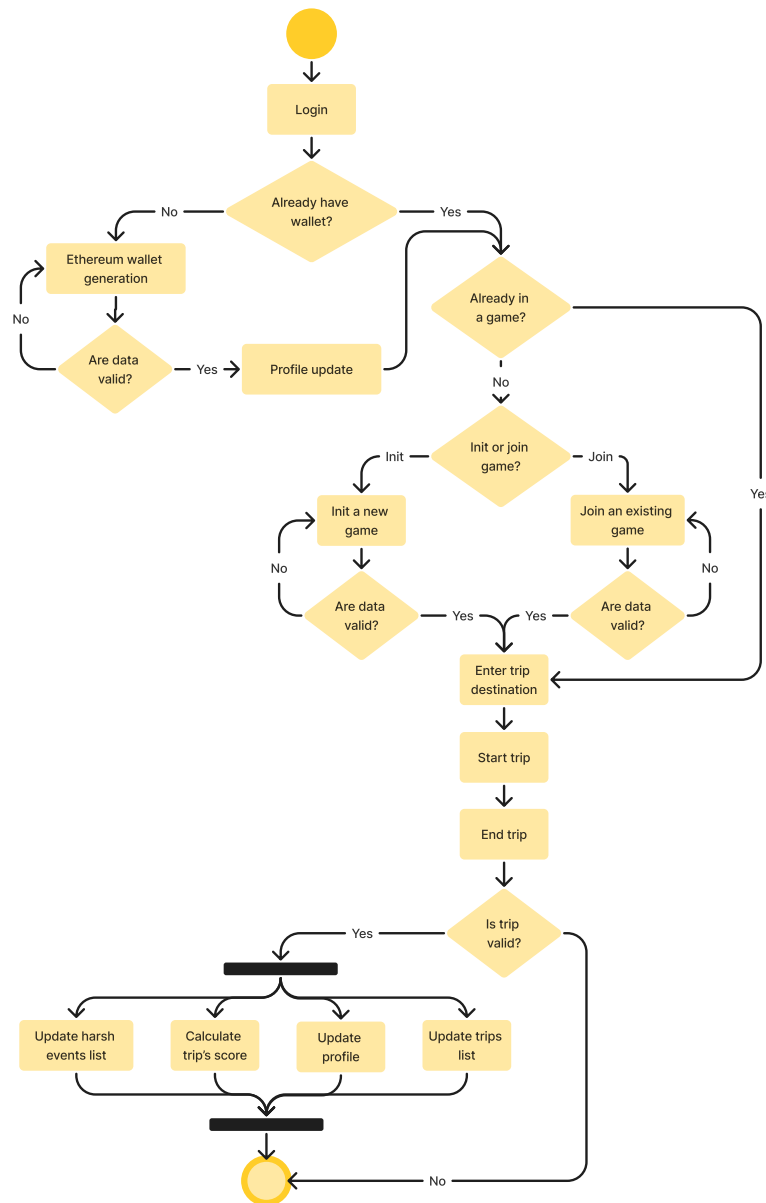 Login
Already have
wallet?
No
Yes
Ethereum wallet
generation
No
Are data
valid?
Yes
Profile update
Already in
a game?
No
Yes
Init or join
game?
Init
Join
Init a new
game
Join an existing
game
No
No
Are data
valid?
Yes
Yes
Are data
valid?
Enter trip
destination
Start trip
End trip
Is trip
valid?
Yes
Update harsh
events list
Calculate
trip's score
Update
profile
Update trips
list
No